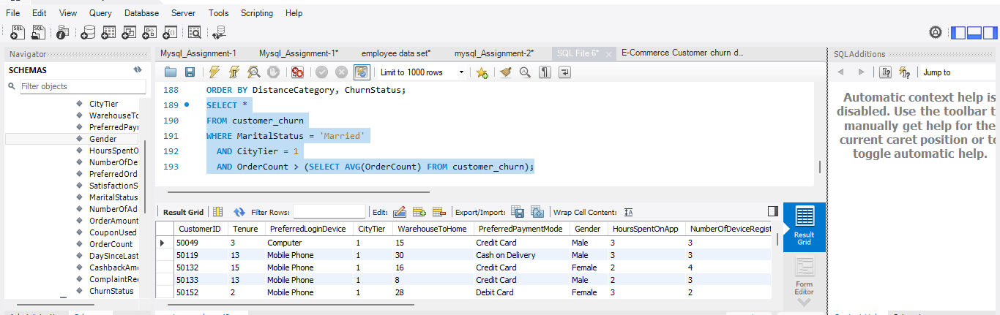 File Edit View Query Database Server Tools Scripting Help
Navigator
SCHEMAS
Filter objects
CityTier
WarehouseTo
PreferredPayn
Gender
HoursSpentO
NumberOfDe
PreferredOrd
SatisfactionS
MaritalStatus
NumberOfAd
OrderAmount
CouponUsed
OrderCount
DaySinceLast
CashbackAmo
ComplaintRec
ChurnStatus
Mysql_Assignment-1 Mysql_Assignment-1* employee data set* mysql_Assignment-2* SQL File 6* E-Commerce Customer churn d...
Limit to 1000 rows
188 ORDER BY DistanceCategory, ChurnStatus;
189 SELECT *
190 FROM customer_churn
191 WHERE MaritalStatus = 'Married'
192 AND CityTier = 1
193 AND OrderCount > (SELECT AVG(OrderCount) FROM customer_churn);
Result Grid Filter Rows: Edit: Export/Import: Wrap Cell Content:
CustomerID Tenure PreferredLoginDevice CityTier WarehouseToHome PreferredPaymentMode Gender HoursSpentOnApp NumberOfDeviceRegist
50049 3 Computer 1 15 Credit Card Male 3 3
50119 13 Mobile Phone 1 30 Cash on Delivery Male 3 3
50132 15 Mobile Phone 1 16 Credit Card Female 2 4
50133 13 Mobile Phone 1 8 Credit Card Male 2 3
50152 2 Mobile Phone 1 28 Debit Card Female 3 2
Result
Grid
Form
Editor
SQLAdditions
Jump to
Automatic context help is
disabled. Use the toolbar t
manually get help for the
current caret position or to
toggle automatic help.